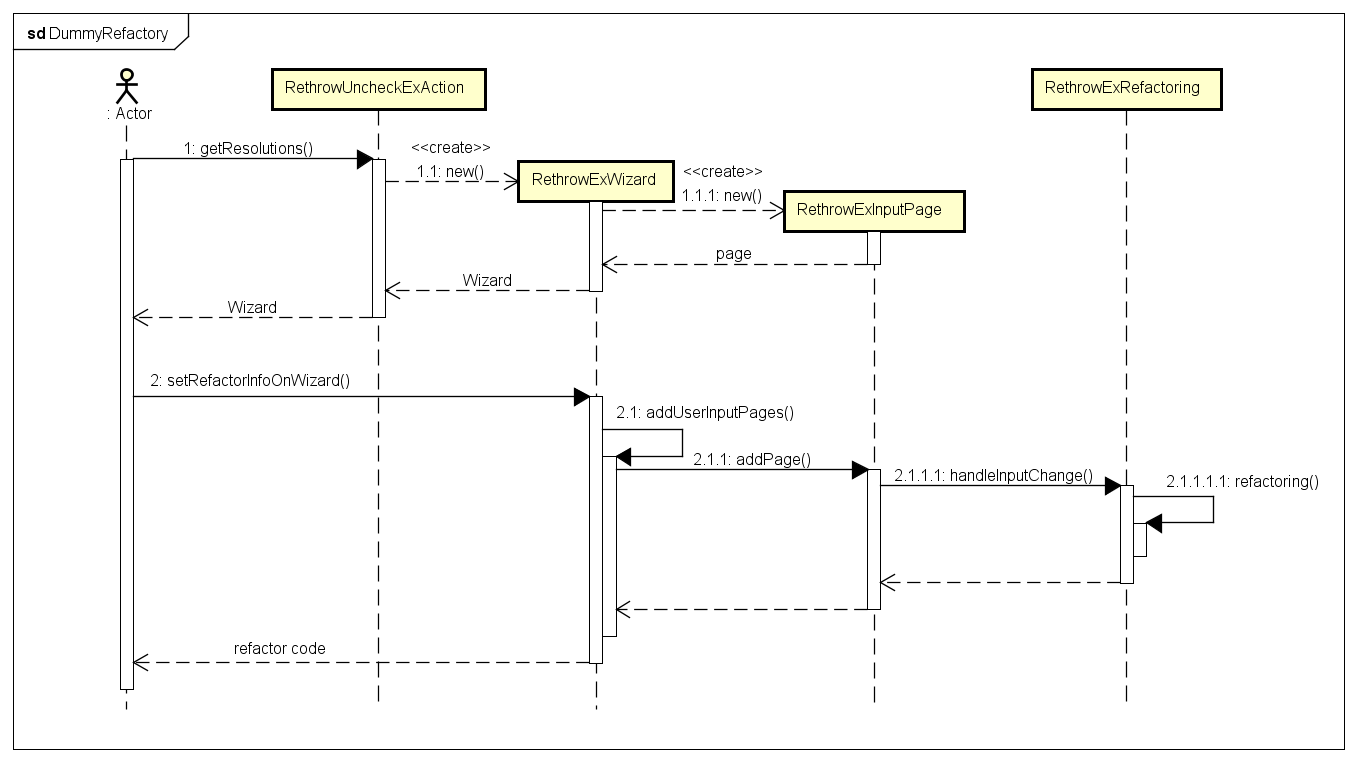 sd DummyRefactory
: Actor
RethrowUncheckExAction
RethrowExRefactoring
1: getResolutions()
<<create>>
1.1: new()
RethrowExWizard
<<create>>
1.1.1: new()
RethrowExInputPage
page
Wizard
Wizard
2: setRefactorInfoOnWizard()
2.1: addUserInputPages()
2.1.1: addPage()
2.1.1.1: handleInputChange()
2.1.1.1.1: refactoring()
refactor code